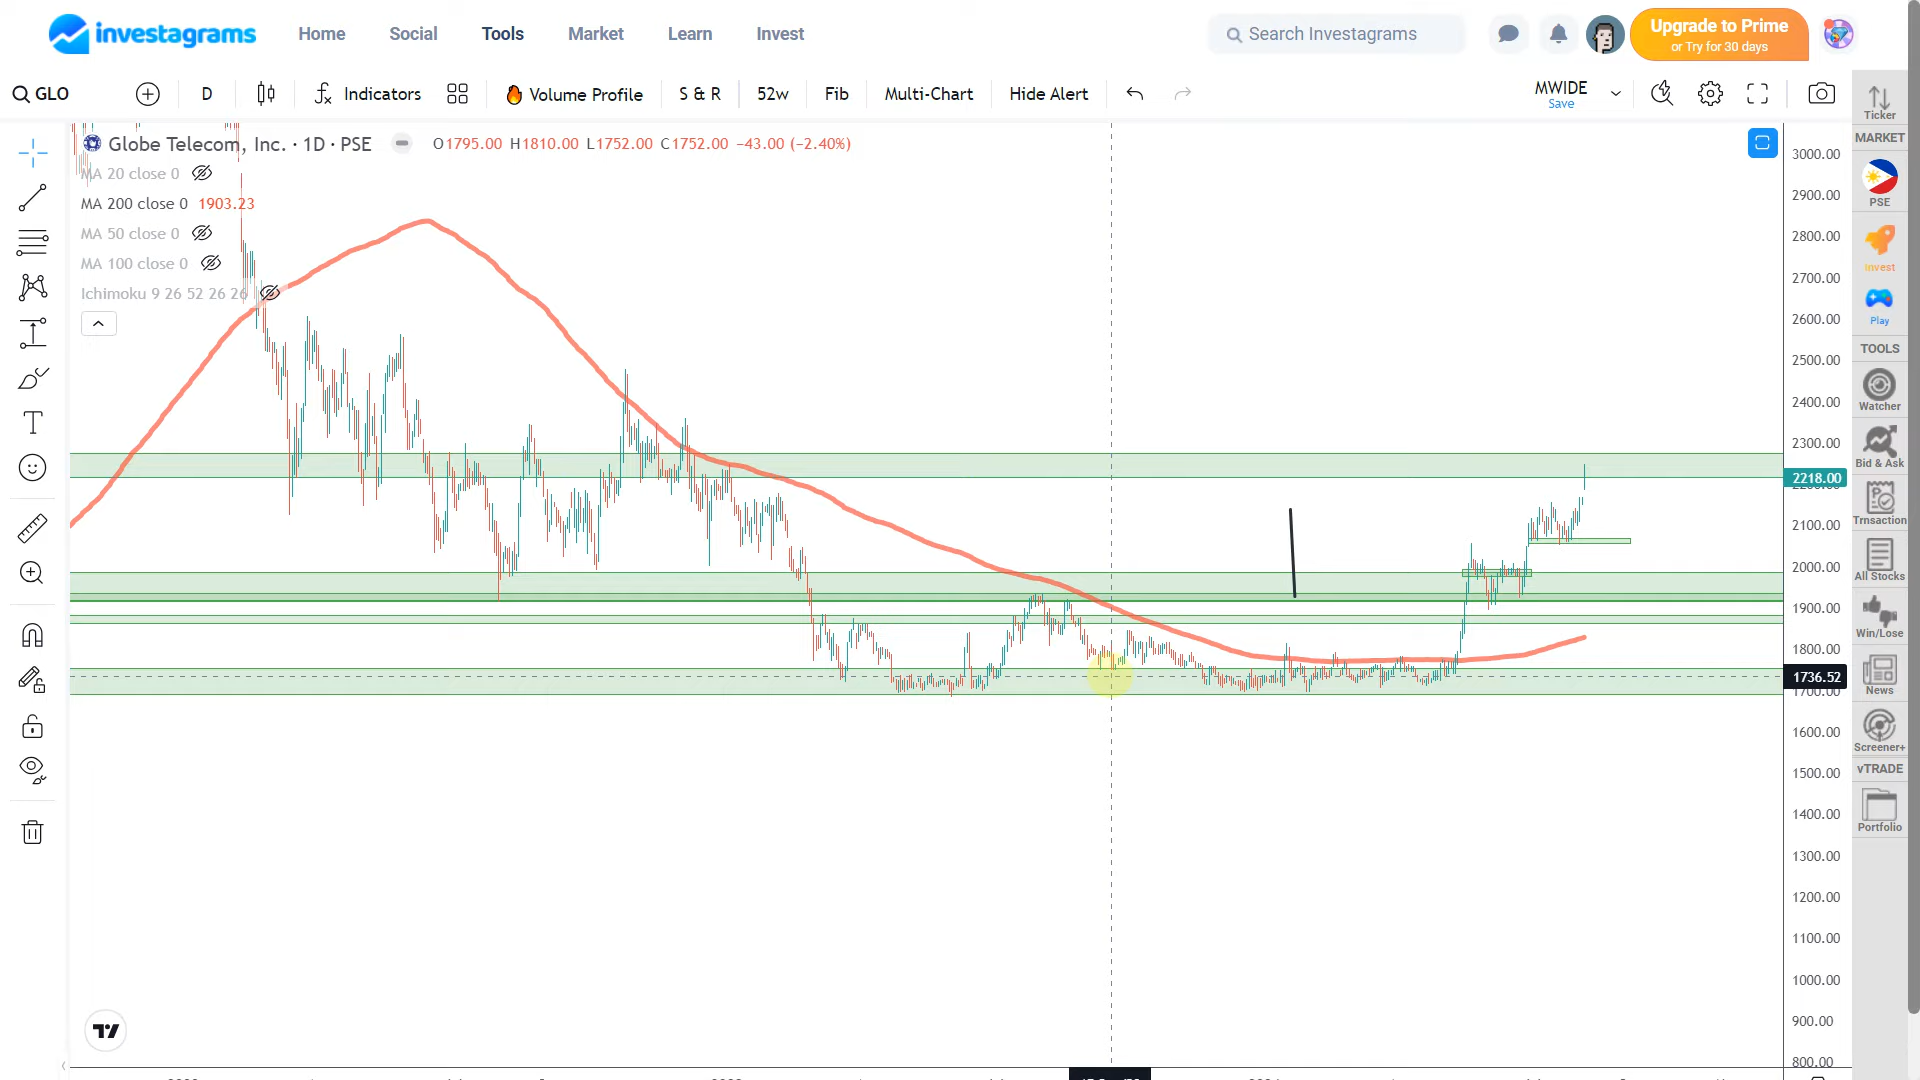 investagrams Home Social Tools Market Learn Invest Search Investagrams Upgrade to Prime
or Try for 30 days
GLO D Indicators Volume Profile S & R 52w Fib Multi-Chart Hide Alert MWIDE
Save
Globe Telecom, Inc. · 1D · PSE O1795.00 H1810.00 L1752.00 C1752.00 −43.00 (−2.40%)
MA 20 close 0
MA 200 close 0 1903.23
MA 50 close 0
MA 100 close 0
Ichimoku 9 26 52 26 26
3000.00
2900.00
2800.00
2700.00
2600.00
2500.00
2400.00
2300.00
2218.00
2100.00
2000.00
1900.00
1800.00
1736.52
1700.00
1600.00
1500.00
1400.00
1300.00
1200.00
1100.00
1000.00
900.00
800.00
Ticker
MARKET
PSE
Invest
Play
TOOLS
Watcher
Bid & Ask
Trnsaction
All Stocks
Win/Lose
News
Screener+
vTRADE
Portfolio